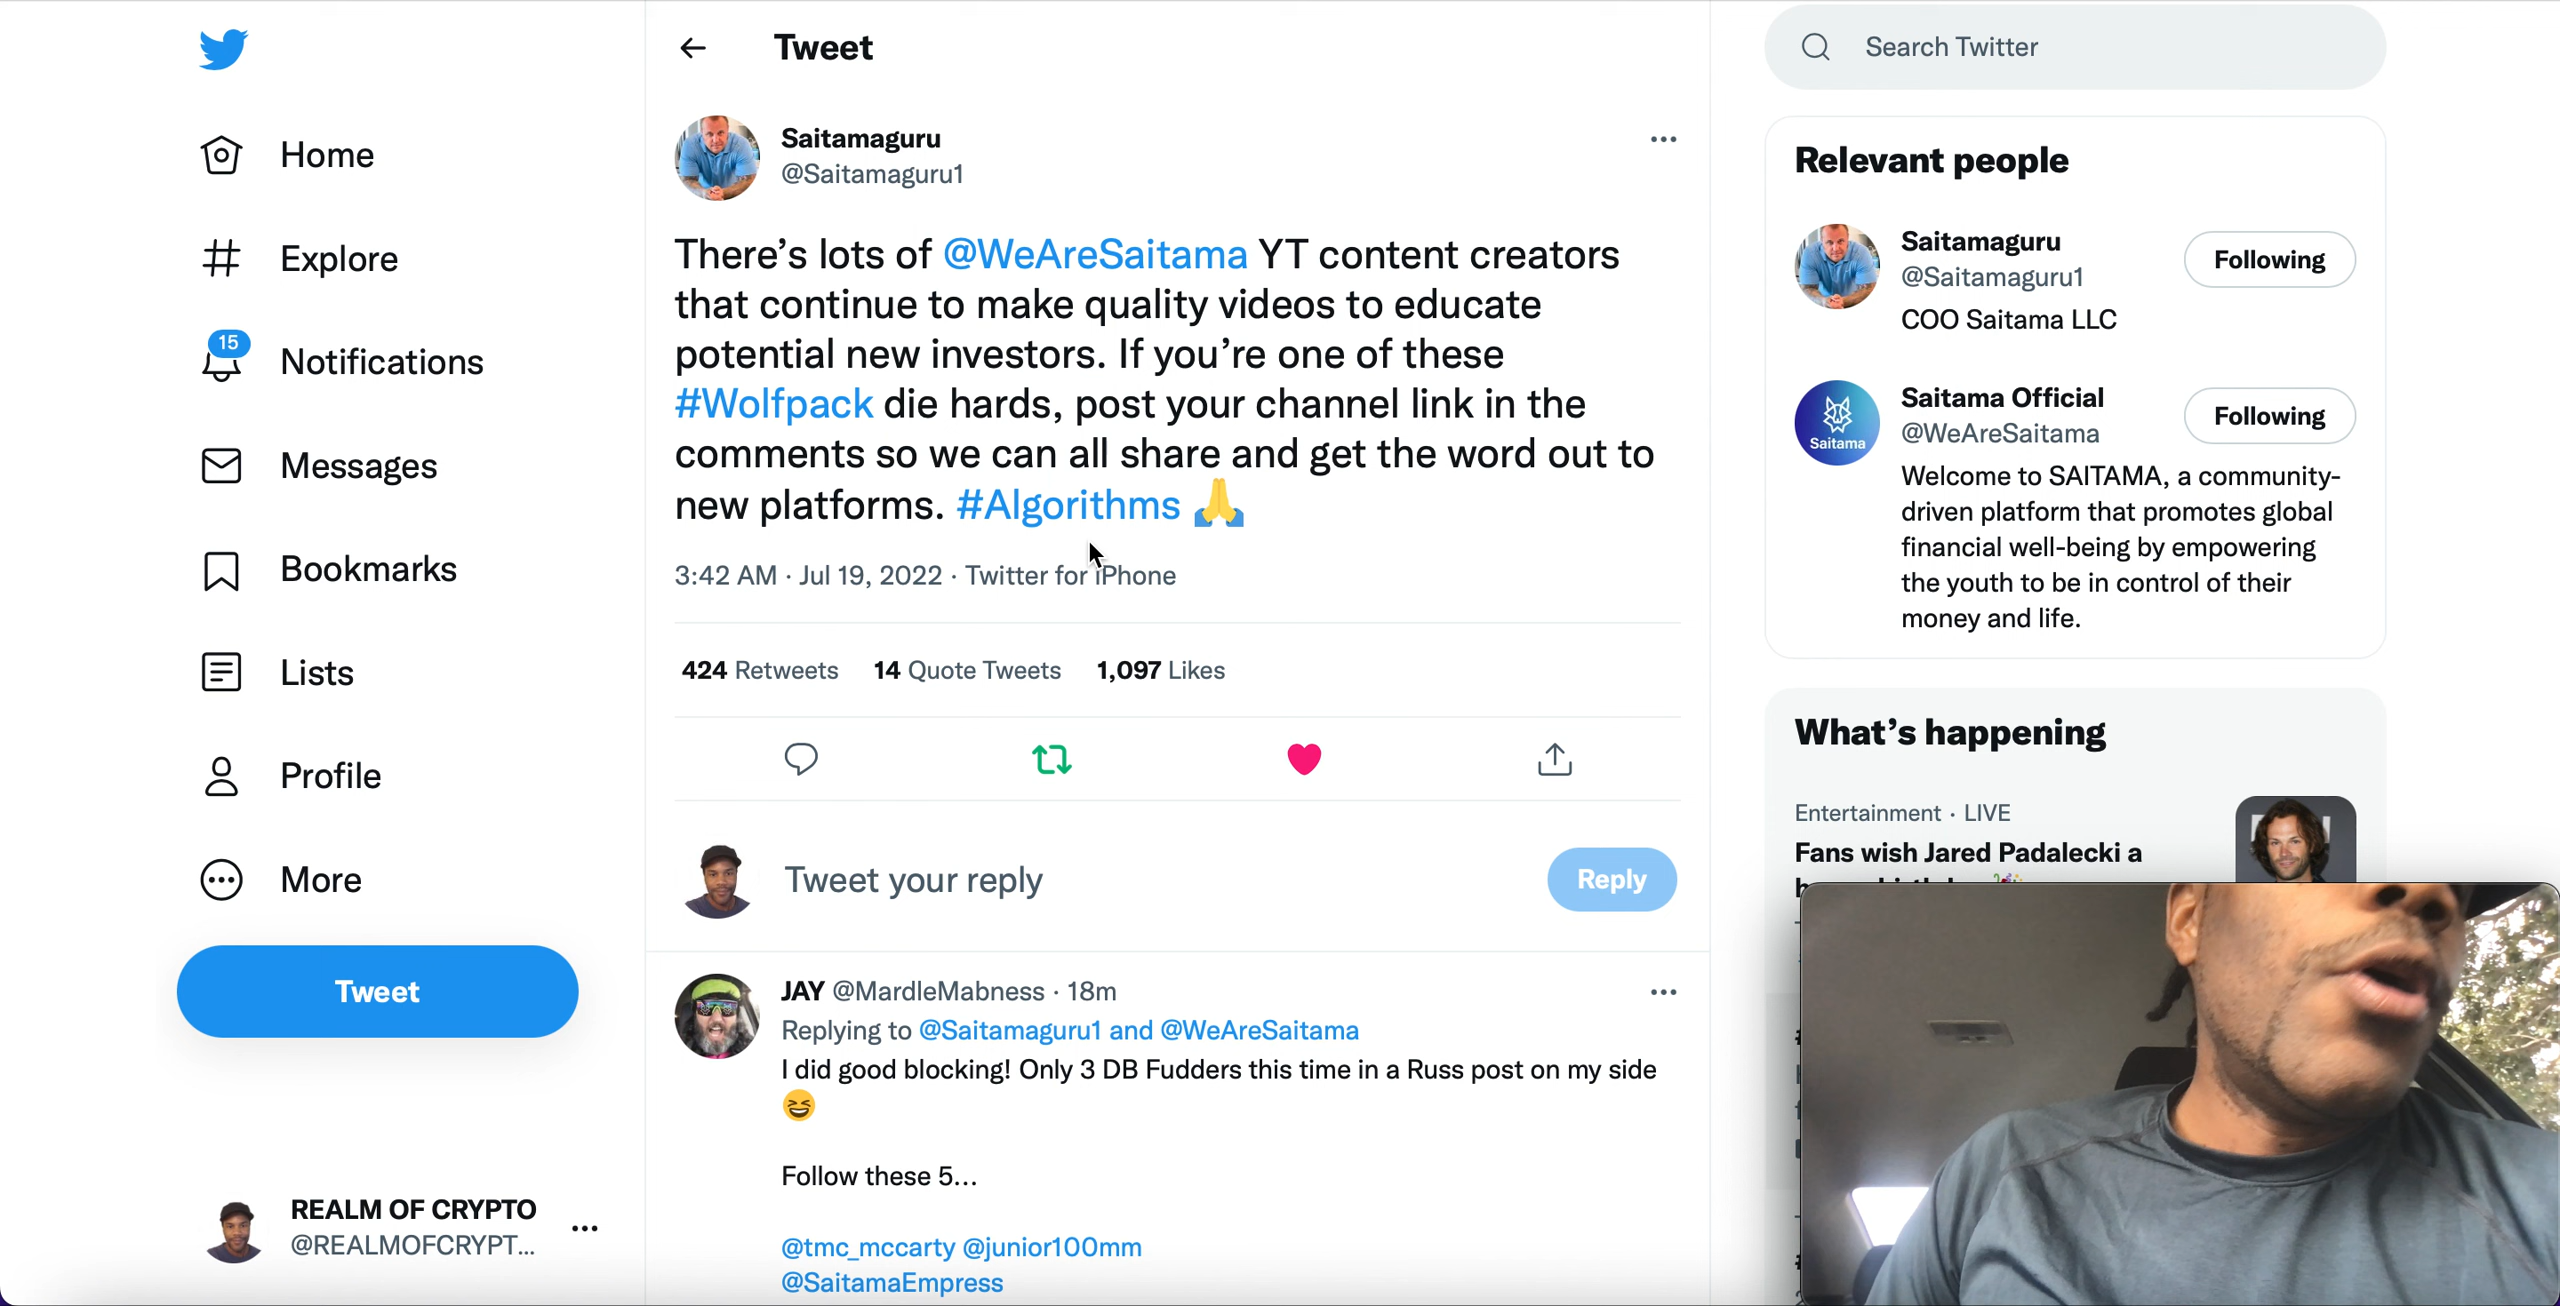 Home
Explore
15
Notifications
Messages
Bookmarks
Lists
Profile
More
Tweet
REALM OF CRYPTO
@REALMOFCRYPT...
Tweet
Saitamaguru
@Saitamaguru1
There’s lots of @WeAreSaitama YT content creators
that continue to make quality videos to educate
potential new investors. If you’re one of these
#Wolfpack die hards, post your channel link in the
comments so we can all share and get the word out to
new platforms. #Algorithms 🙏
3:42 AM · Jul 19, 2022 · Twitter for iPhone
424 Retweets 14 Quote Tweets 1,097 Likes
Tweet your reply
Reply
JAY @MardleMabness · 18m
Replying to @Saitamaguru1 and @WeAreSaitama
I did good blocking! Only 3 DB Fudders this time in a Russ post on my side
😆
Follow these 5...
@tmc_mccarty @junior100mm
@SaitamaEmpress
Search Twitter
Relevant people
Saitamaguru
@Saitamaguru1
Following
COO Saitama LLC
Saitama
Saitama Official
@WeAreSaitama
Following
Welcome to SAITAMA, a community-
driven platform that promotes global
financial well-being by empowering
the youth to be in control of their
money and life.
What’s happening
Entertainment · LIVE
Fans wish Jared Padalecki a